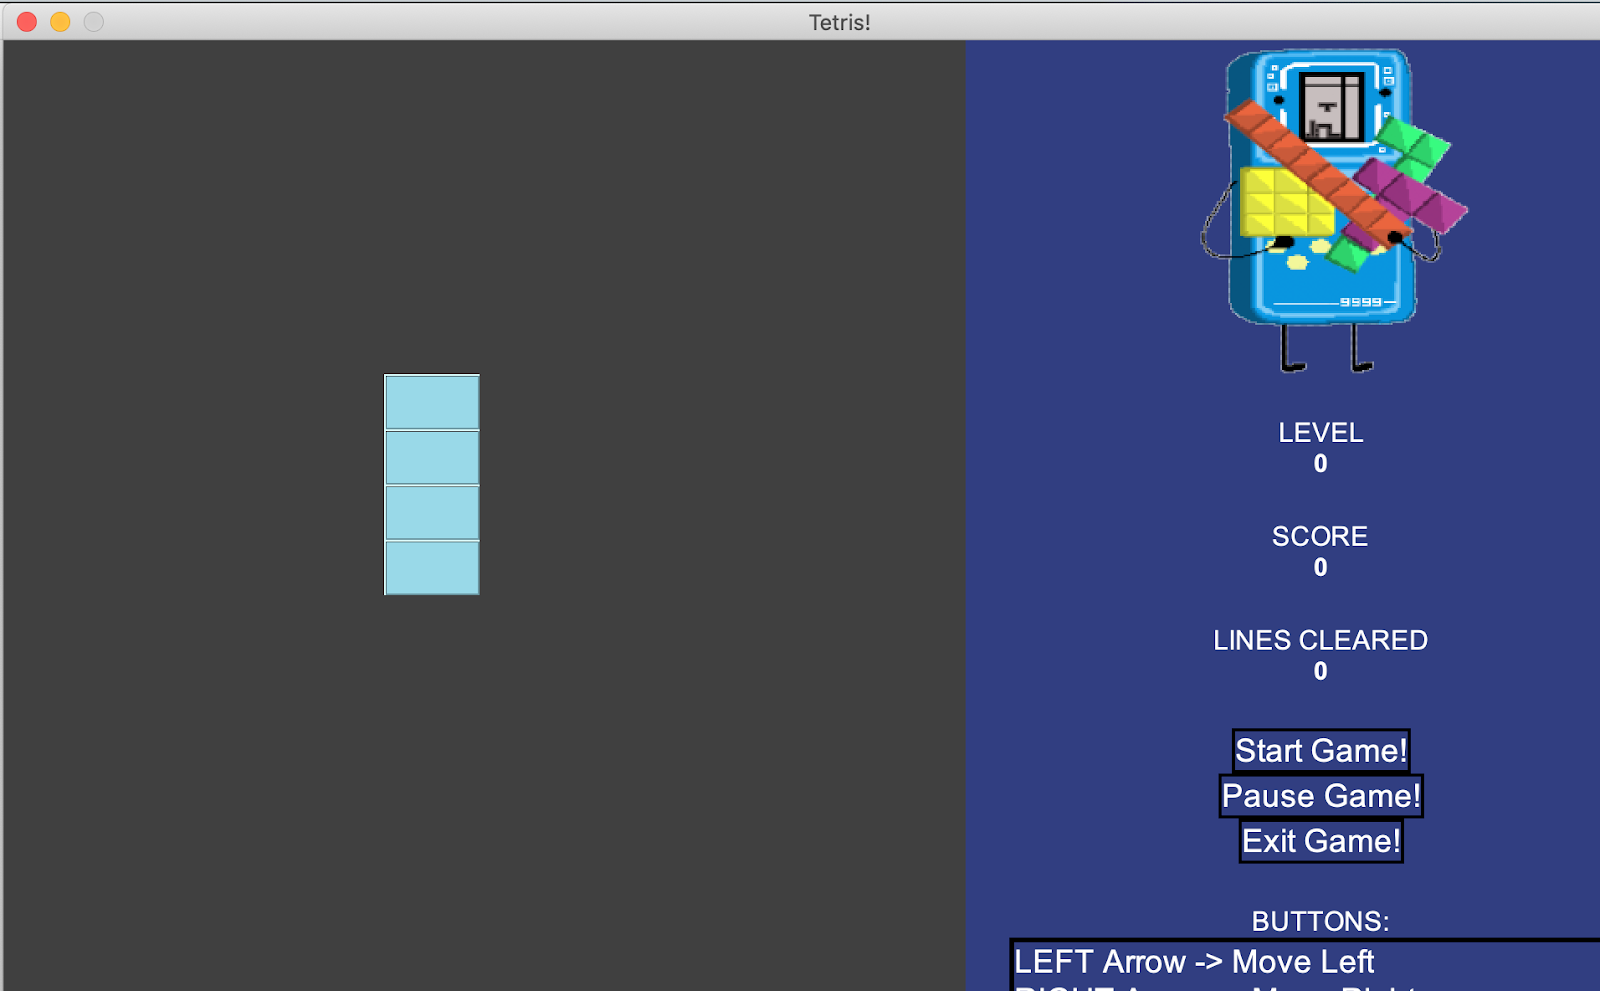 Tetris!
9999
LEVEL
0
SCORE
0
LINES CLEARED
0
Start Game!
Pause Game!
Exit Game!
BUTTONS:
LEFT Arrow -> Move Left